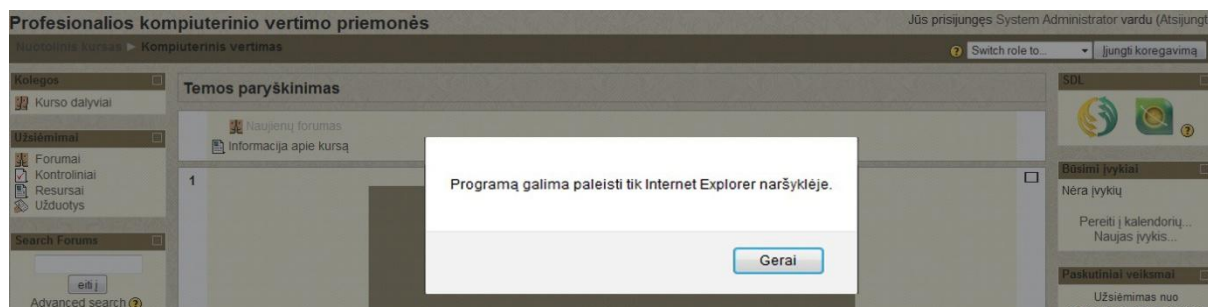 Profesionalios kompiuterinio vertimo priemonės
Jūs prisijungęs System Administrator vardu (Atsijungt
Nuotolinis kursas ► Kompiuterinis vertimas
Switch role to...
Įjungti koregavimą
Kolegos
Kurso dalyviai
Užsiėmimai
Forumai
Kontroliniai
Resursai
Užduotys
Search Forums
eiti į
Advanced search
Temos paryškinimas
Naujienų forumas
Informacija apie kursą
1
Programą galima paleisti tik Internet Explorer naršyklėje.
Gerai
SDL
Būsimi įvykiai
Nėra įvykių
Pereiti į kalendorių...
Naujas įvykis...
Paskutiniai veiksmai
Užsiėmimas nuo